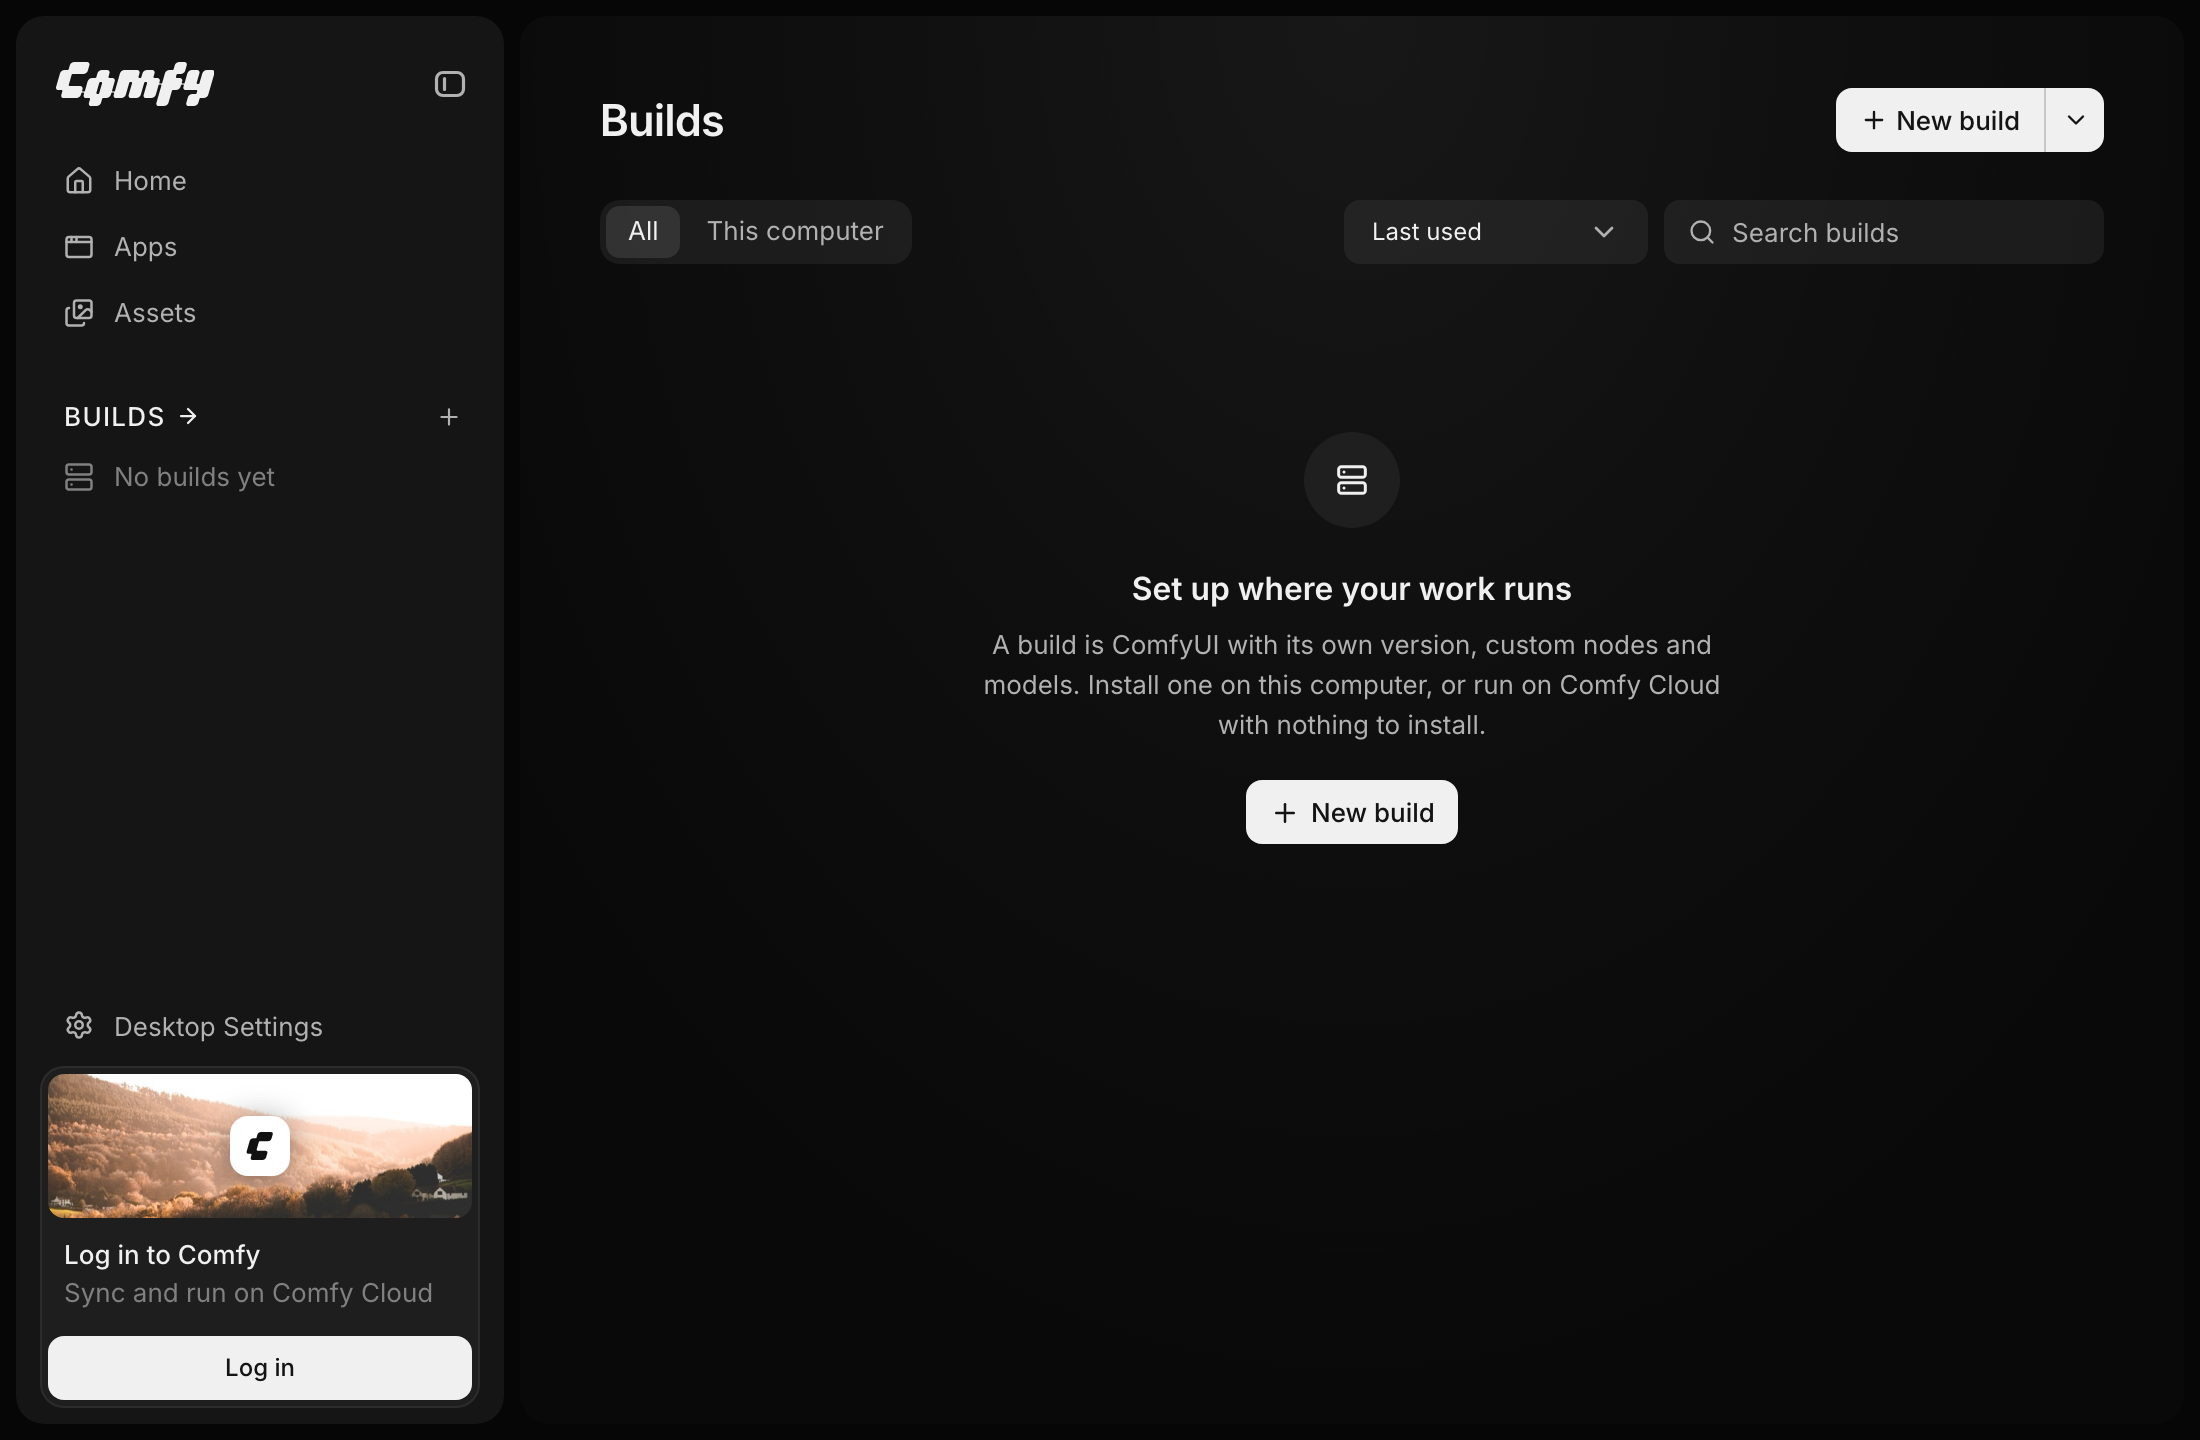 Comfy
Home
Apps
Assets
BUILDS
No builds yet
Desktop Settings
Log in to Comfy
Sync and run on Comfy Cloud
Log in
Builds
New build
All
This computer
Last used
Search builds
Set up where your work runs
A build is ComfyUI with its own version, custom nodes and
models. Install one on this computer, or run on Comfy Cloud
with nothing to install.
New build